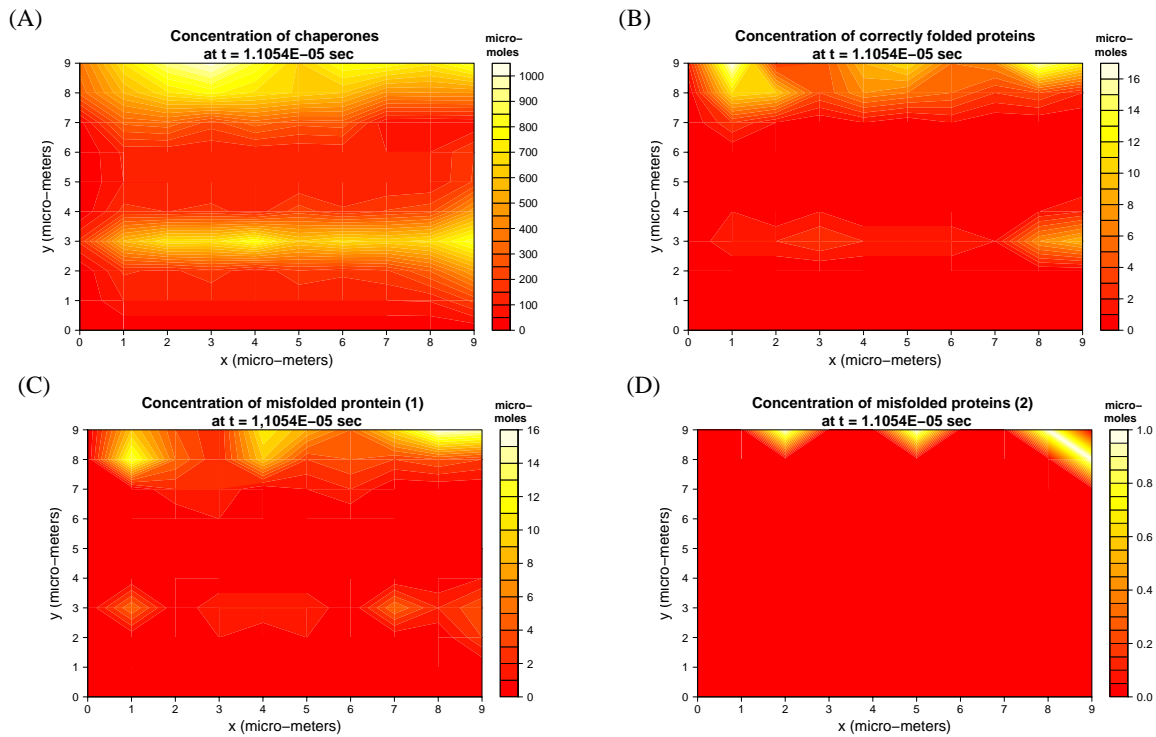 (A)
Concentration of chaperones
at t = 1.1054E−05 sec
micro−
moles
9
8
7
6
5
4
3
2
1
0
y (micro−meters)
0 1 2 3 4 5 6 7 8 9
x (micro−meters)
1000
900
800
700
600
500
400
300
200
100
0
(B)
Concentration of correctly folded proteins
at t = 1.1054E−05 sec
micro−
moles
9
8
7
6
5
4
3
2
1
0
y (micro−meters)
0 1 2 3 4 5 6 7 8 9
x (micro−meters)
16
14
12
10
8
6
4
2
0
(C)
Concentration of misfolded prontein (1)
at t = 1,1054E−05 sec
micro−
moles
9
8
7
6
5
4
3
2
1
0
y (micro−meters)
0 1 2 3 4 5 6 7 8 9
x (micro−meters)
16
14
12
10
8
6
4
2
0
(D)
Concentration of misfolded proteins (2)
at t = 1.1054E−05 sec
micro−
moles
9
8
7
6
5
4
3
2
1
0
y (micro−meters)
0 1 2 3 4 5 6 7 8 9
x (micro−meters)
1.0
0.8
0.6
0.4
0.2
0.0